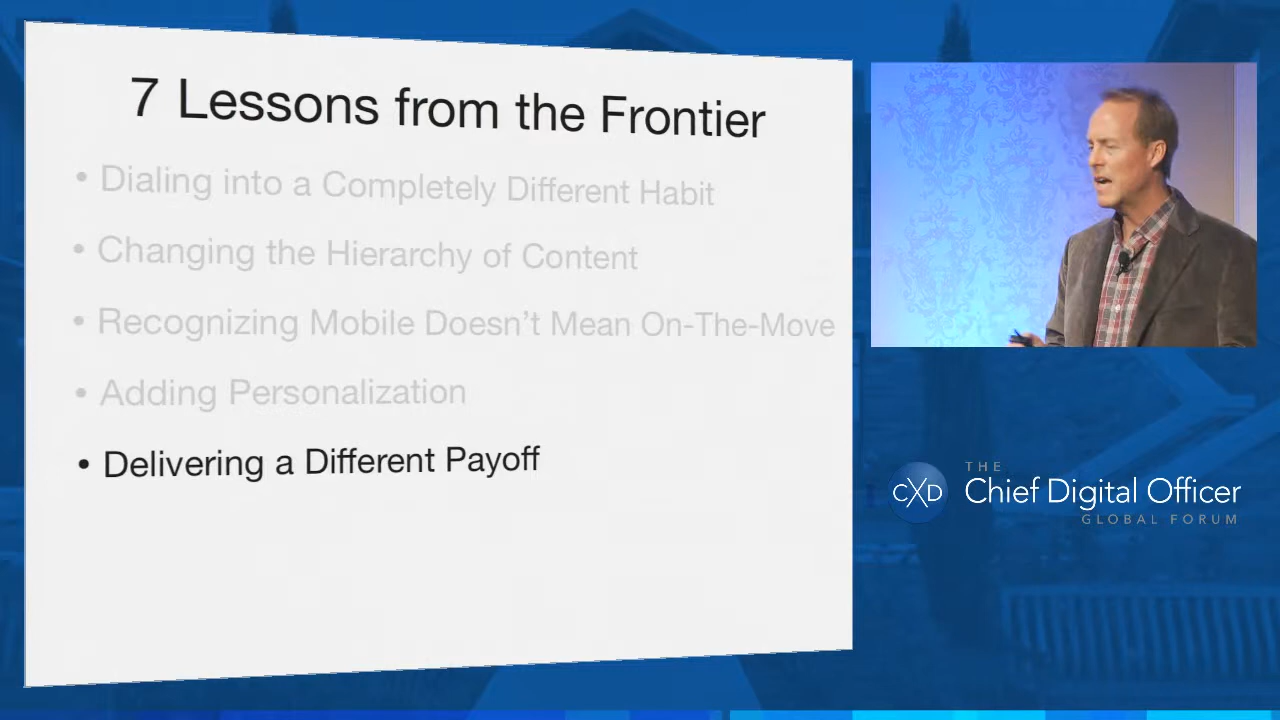 7 Lessons from the Frontier
• Dialing into a Completely Different Habit
• Changing the Hierarchy of Content
• Recognizing Mobile Doesn't Mean On-The-Move
• Adding Personalization
• Delivering a Different Payoff
CXD
THE
Chief Digital Officer
GLOBAL FORUM